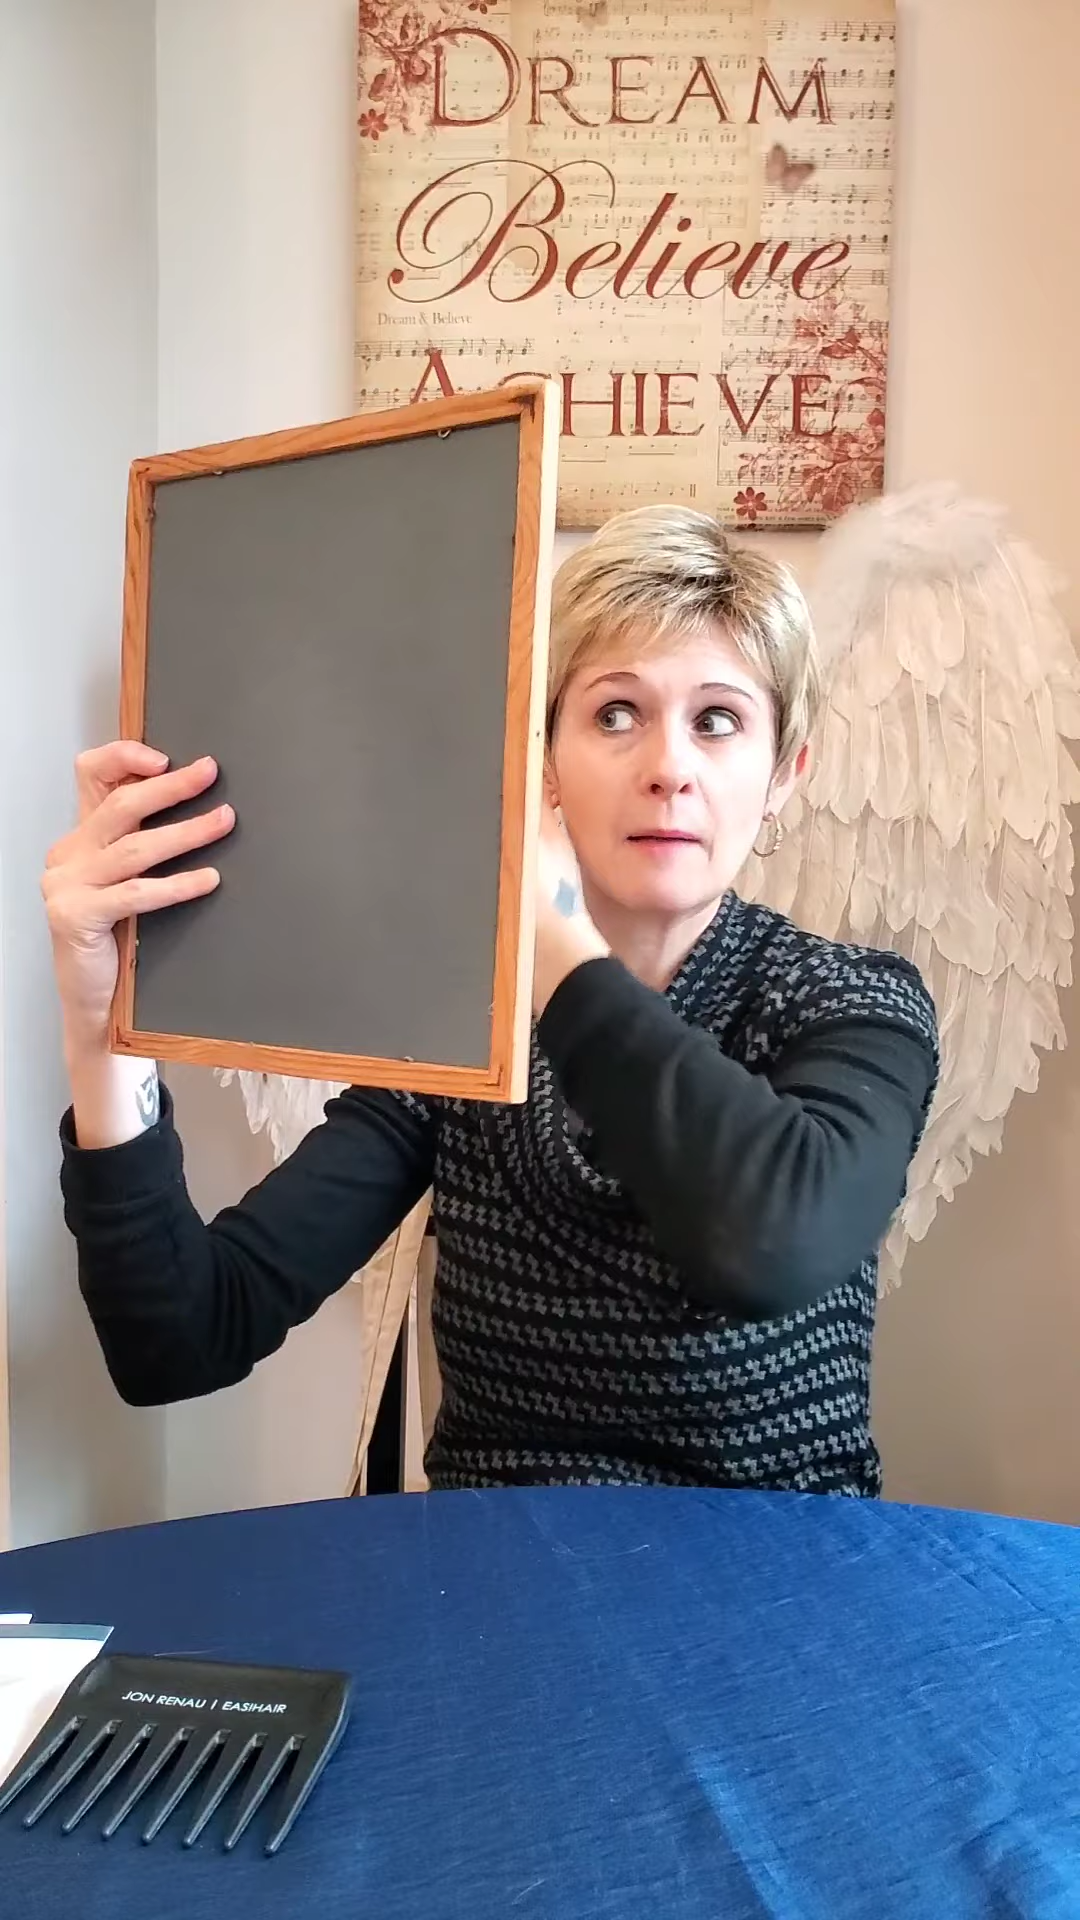 DREAM
Believe
Dream & Believe
ACHIEVE
JON RENAU | EASIHAIR